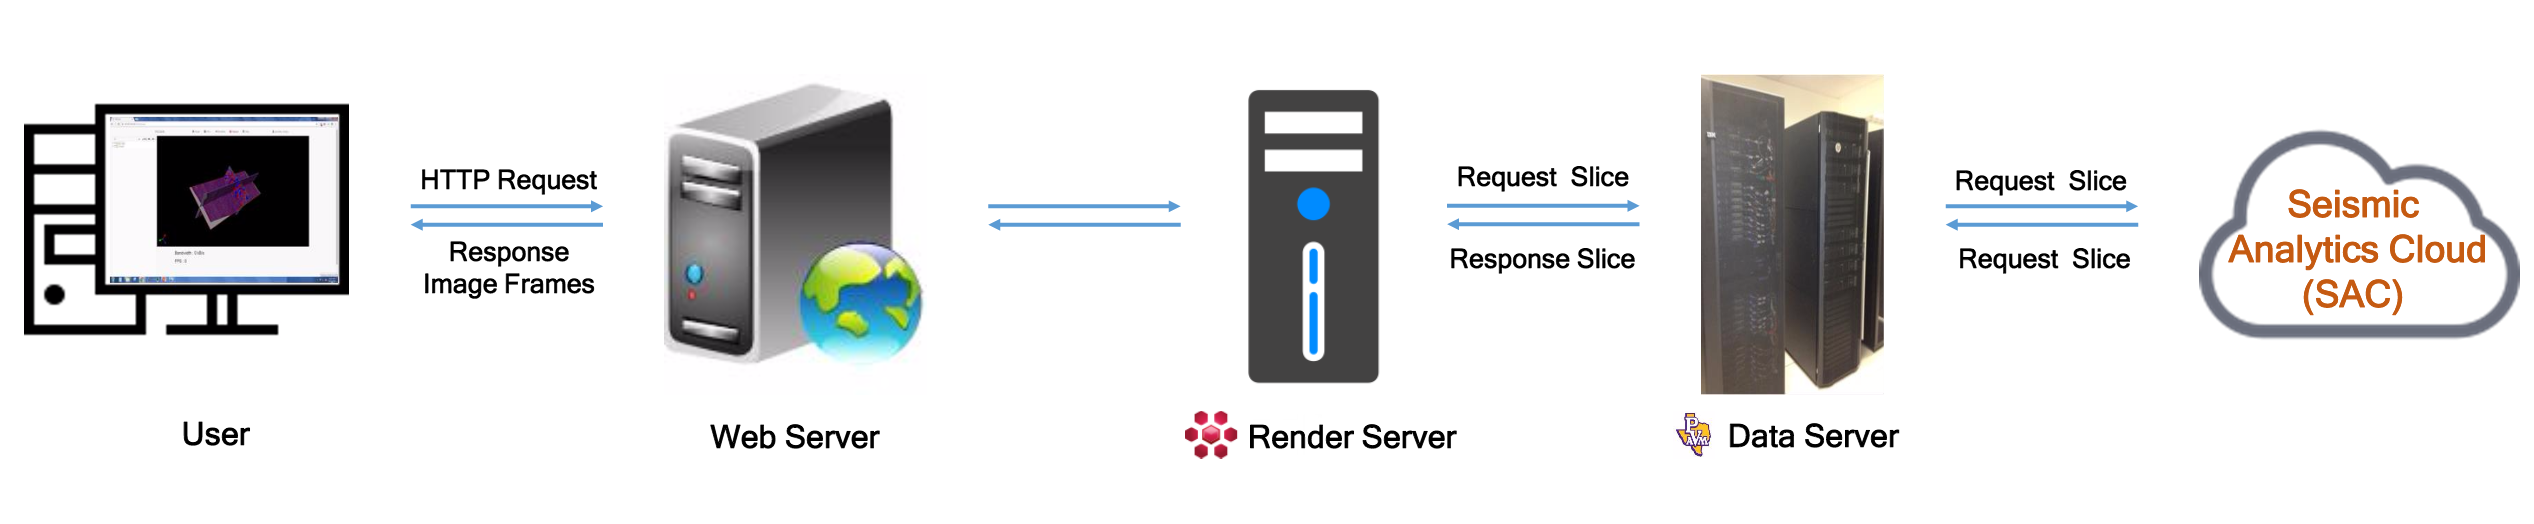 HTTP Request
Response
Image Frames
Request Slice
Response Slice
Request Slice
Request Slice
Seismic
Analytics Cloud
(SAC)
User
Web Server
Render Server
PVAMU
Data Server